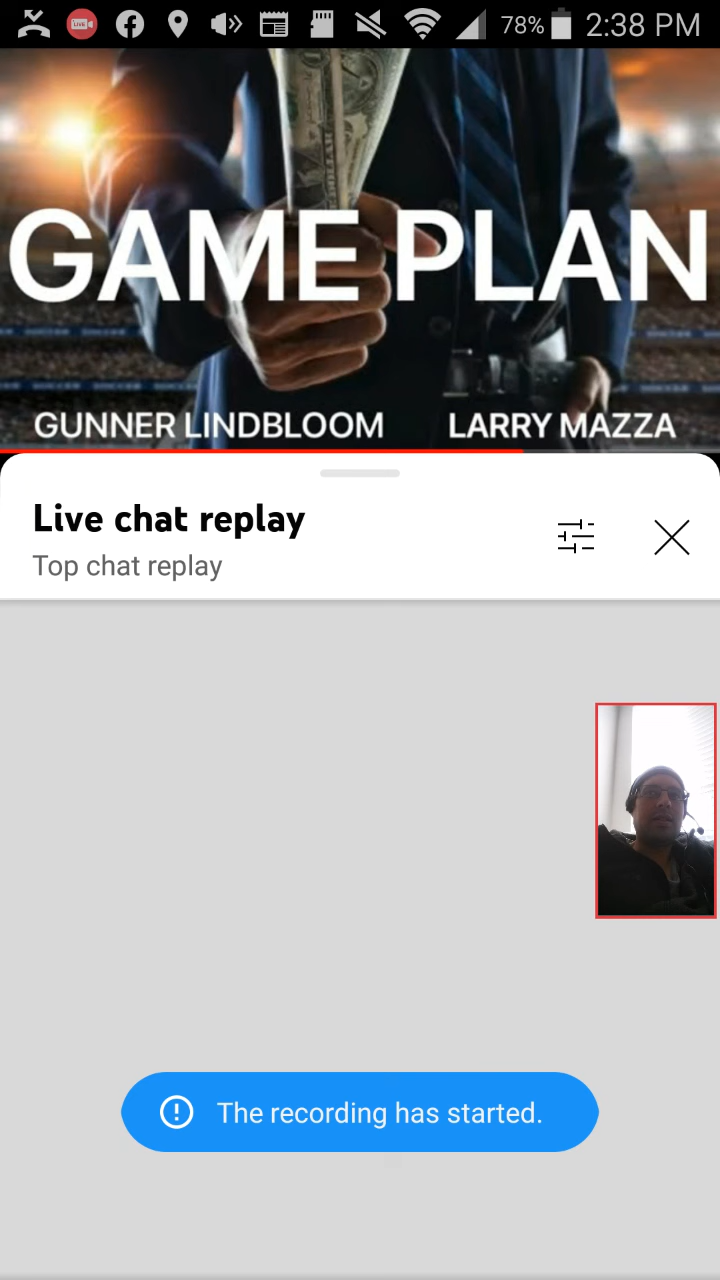 LIVE
78% 2:38 PM
GAME PLAN
GUNNER LINDBLOOM LARRY MAZZA
Live chat replay
Top chat replay
The recording has started.